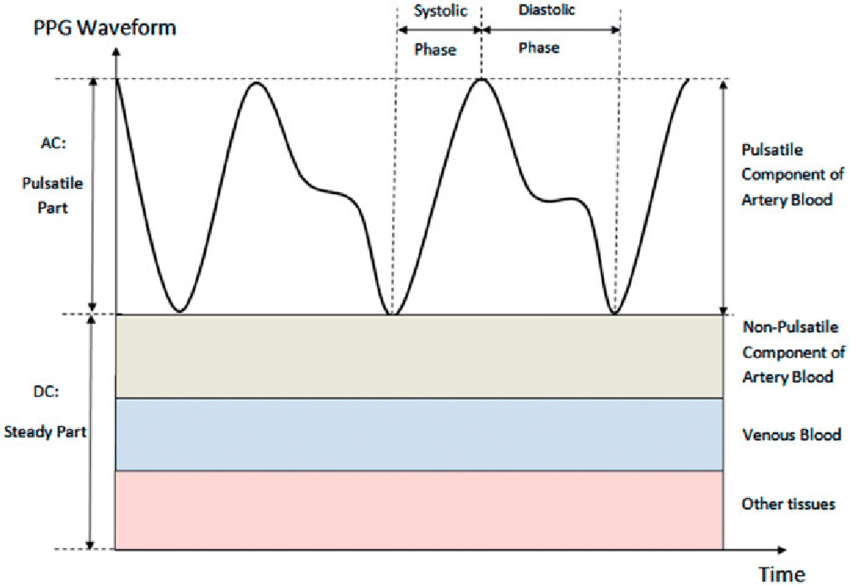 PPG Waveform
Systolic
Phase
Diastolic
Phase
AC:
Pulsatile
Part
Pulsatile
Component of
Artery Blood
DC:
Steady Part
Non-Pulsatile
Component of
Artery Blood
Venous Blood
Other tissues
Time